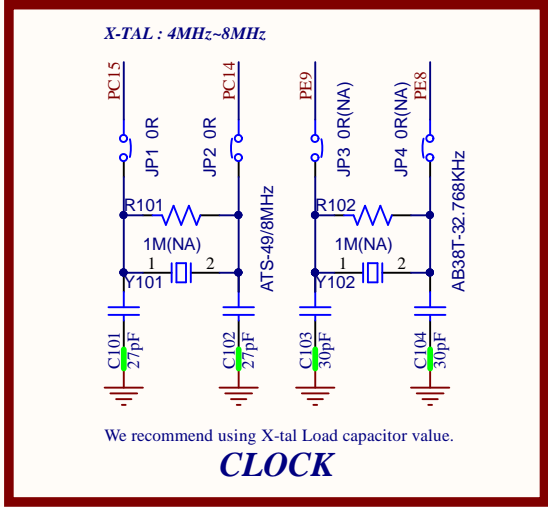 X-TAL : 4MHz~8MHz
PC15
PC14
PE9
PE8
JP1 0R
JP2 0R
JP3 0R(NA)
JP4 0R(NA)
R101
1M(NA)
R102
1M(NA)
1 2
Y101
ATS-49/8MHz
1 2
Y102
AB38T-32.768KHz
C101
27pF
C102
27pF
C103
30pF
C104
30pF
We recommend using X-tal Load capacitor value.
CLOCK